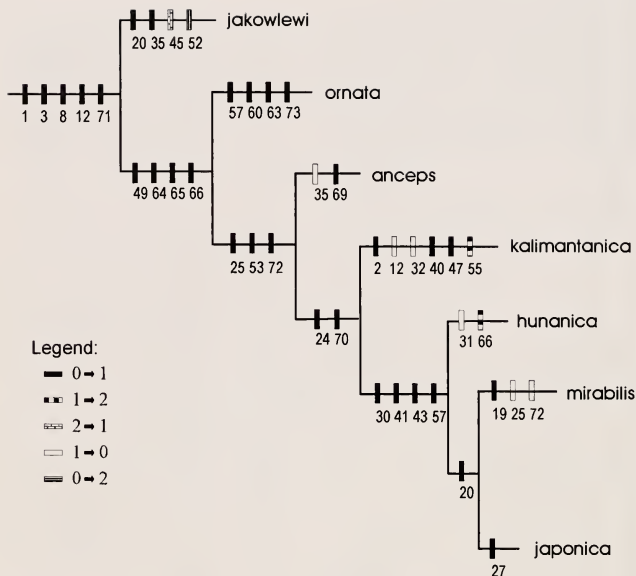 jakowlewi
20 35 45 52
1 3 8 12 71
ornata
57 60 63 73
49 64 65 66
anceps
35 69
25 53 72
kalimantanica
2 12 32 40 47 55
24 70
hunanica
31 66
30 41 43 57
mirabilis
19 25 72
20
japonica
27
Legend:
0➡1
1➡2
2➡1
1➡0
0➡2